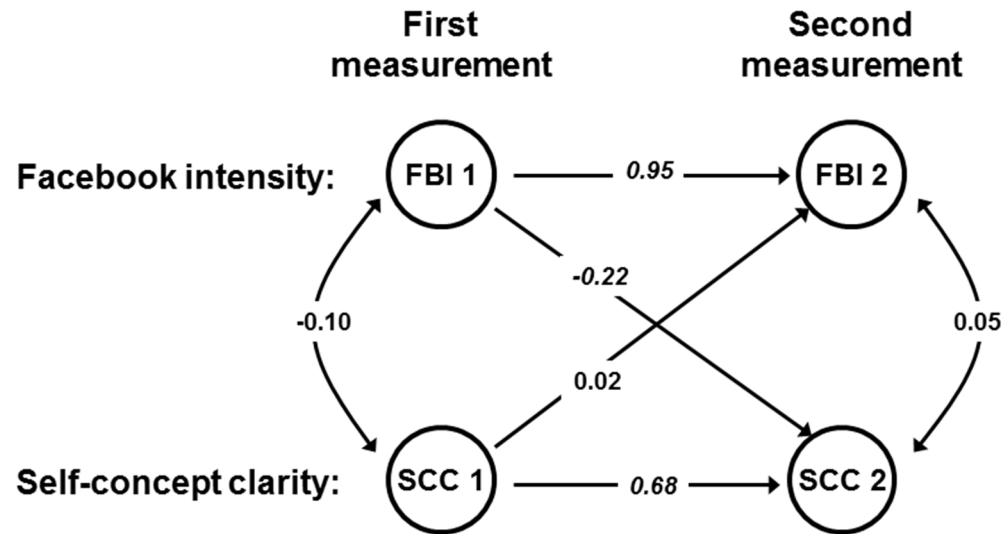 First
measurement
Second
measurement
Facebook intensity:
FBI 1
0.95
FBI 2
-0.22
-0.10
0.05
0.02
Self-concept clarity:
SCC 1
0.68
SCC 2